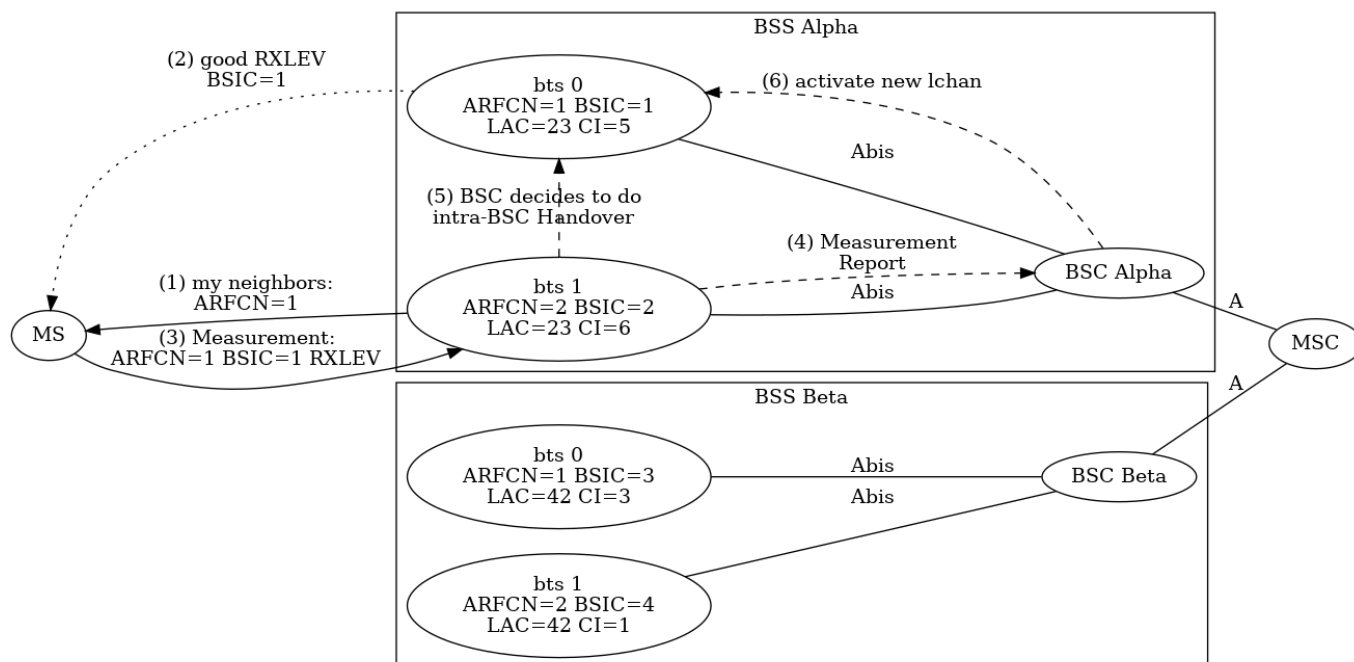 BSS Alpha
(2) good RXLEV
BSIC=1
bts 0
ARFCN=1 BSIC=1
LAC=23 CI=5
(6) activate new lchan
Abis
(5) BSC decides to do
intra-BSC Handover
(4) Measurement
Report
BSC Alpha
(1) my neighbors:
ARFCN=1
bts 1
ARFCN=2 BSIC=2
LAC=23 CI=6
Abis
A
MS
(3) Measurement:
ARFCN=1 BSIC=1 RXLEV
MSC
A
BSS Beta
bts 0
ARFCN=1 BSIC=3
LAC=42 CI=3
Abis
BSC Beta
Abis
bts 1
ARFCN=2 BSIC=4
LAC=42 CI=1